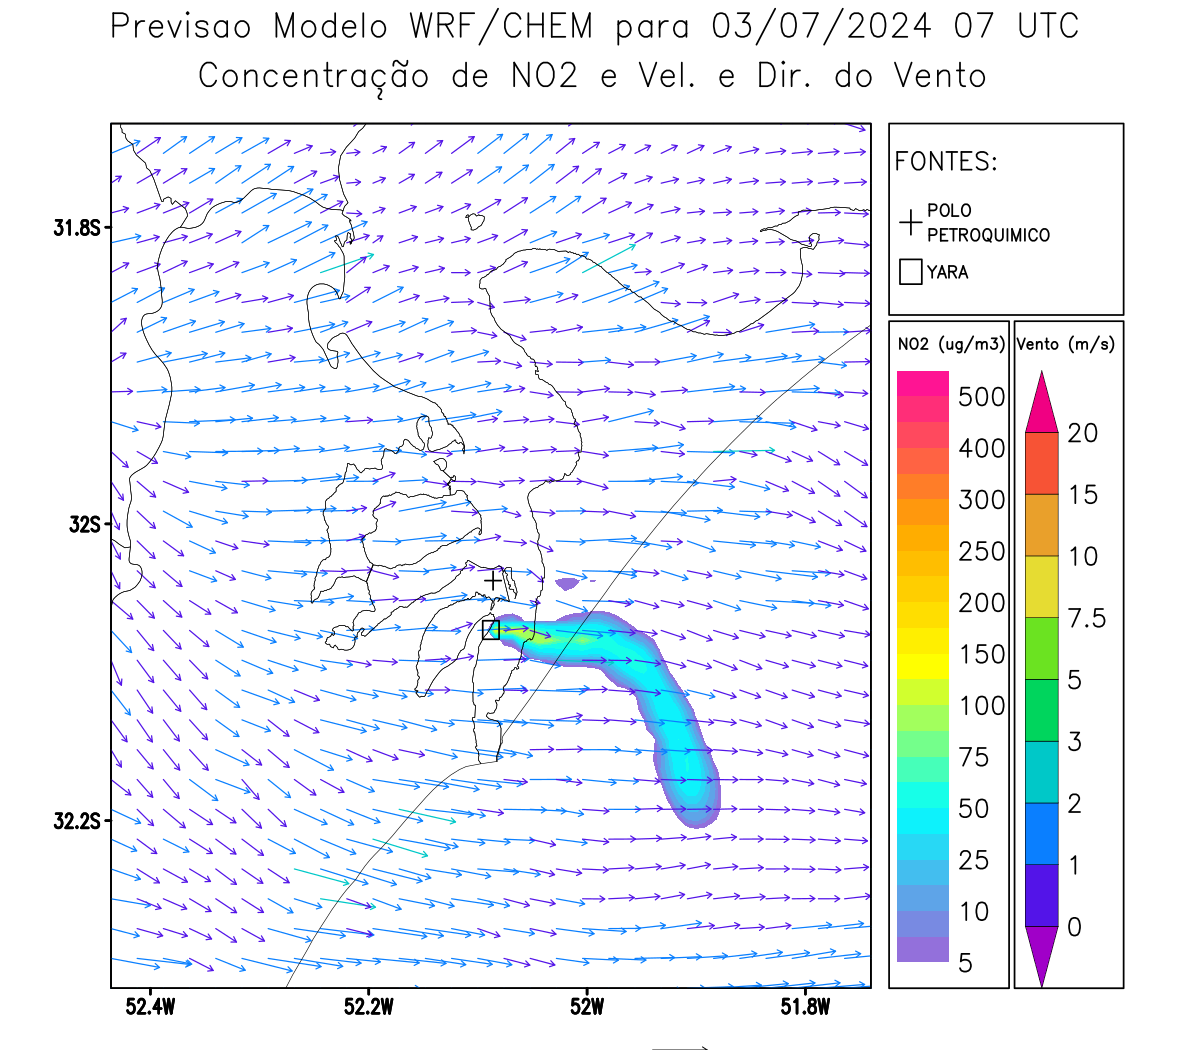 Previsao Modelo WRF/CHEM para 03/07/2024 07 UTC
Concentração de NO2 e Vel. e Dir. do Vento
FONTES:
POLO
PETROQUIMICO
YARA
NO2 (ug/m3)
500
400
300
250
200
150
100
75
50
25
10
5
Vento (m/s)
20
15
10
7.5
5
3
2
1
0
31.8S
32S
32.2S
52.4W
52.2W
52W
51.8W